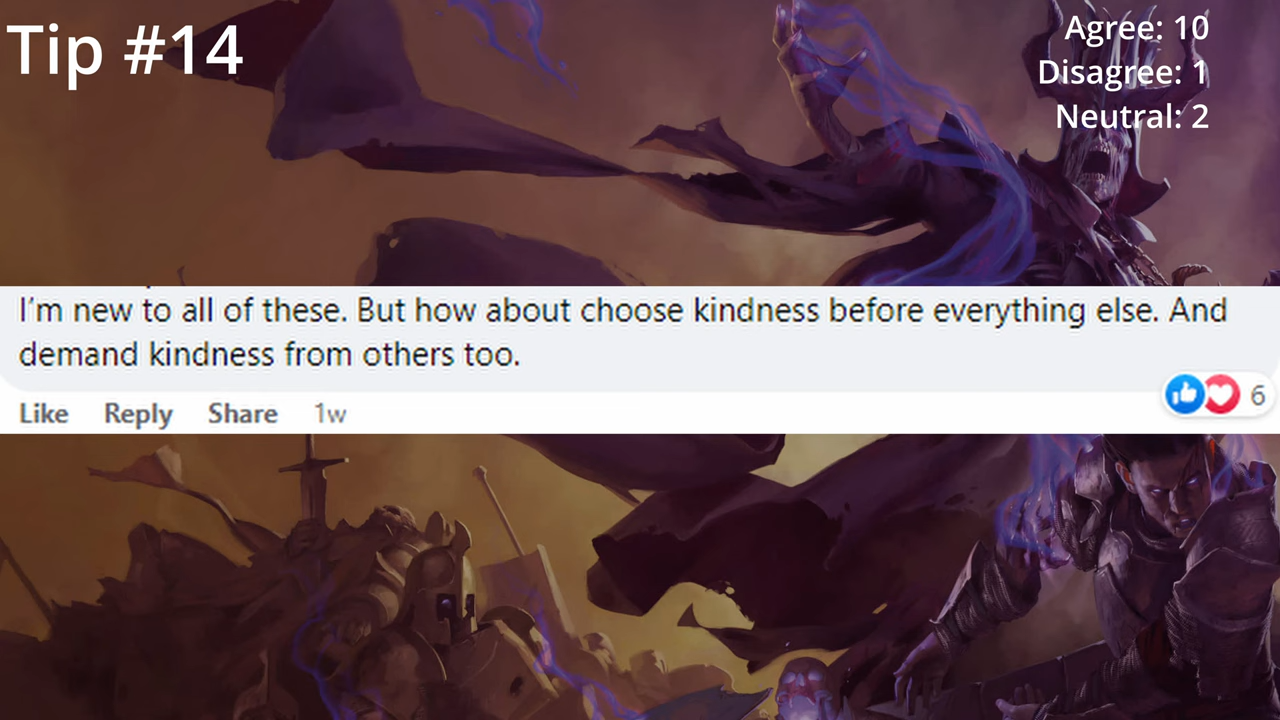 Tip #14
Agree: 10
Disagree: 1
Neutral: 2
I'm new to all of these. But how about choose kindness before everything else. And
demand kindness from others too.
Like Reply Share 1w
6